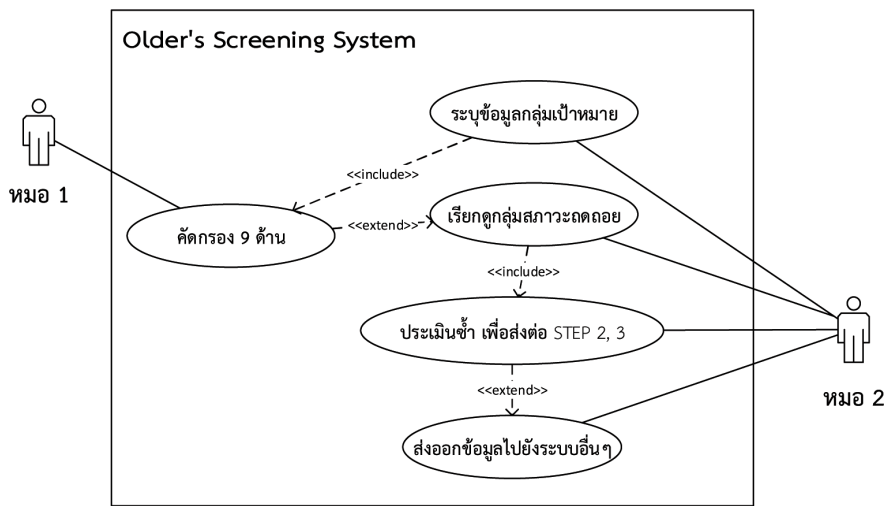 Older's Screening System
ระบุข้อมูลกลุ่มเป้าหมาย
<<include>>
หมอ 1
คัดกรอง 9 ด้าน
<<extend>>
เรียกดูกลุ่มสภาวะถดถอย
<<include>>
ประเมินซ้ำ เพื่อส่งต่อ STEP 2, 3
หมอ 2
<<extend>>
ส่งออกข้อมูลไปยังระบบอื่นๆ